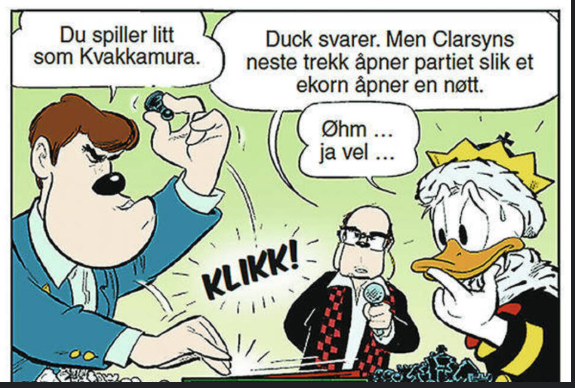 Du spiller litt
som Kvakkamura.
Duck svarer. Men Clarsyns
neste trekk åpner partiet slik et
ekorn åpner en nøtt.
Øhm ...
ja vel ...
KLIKK!